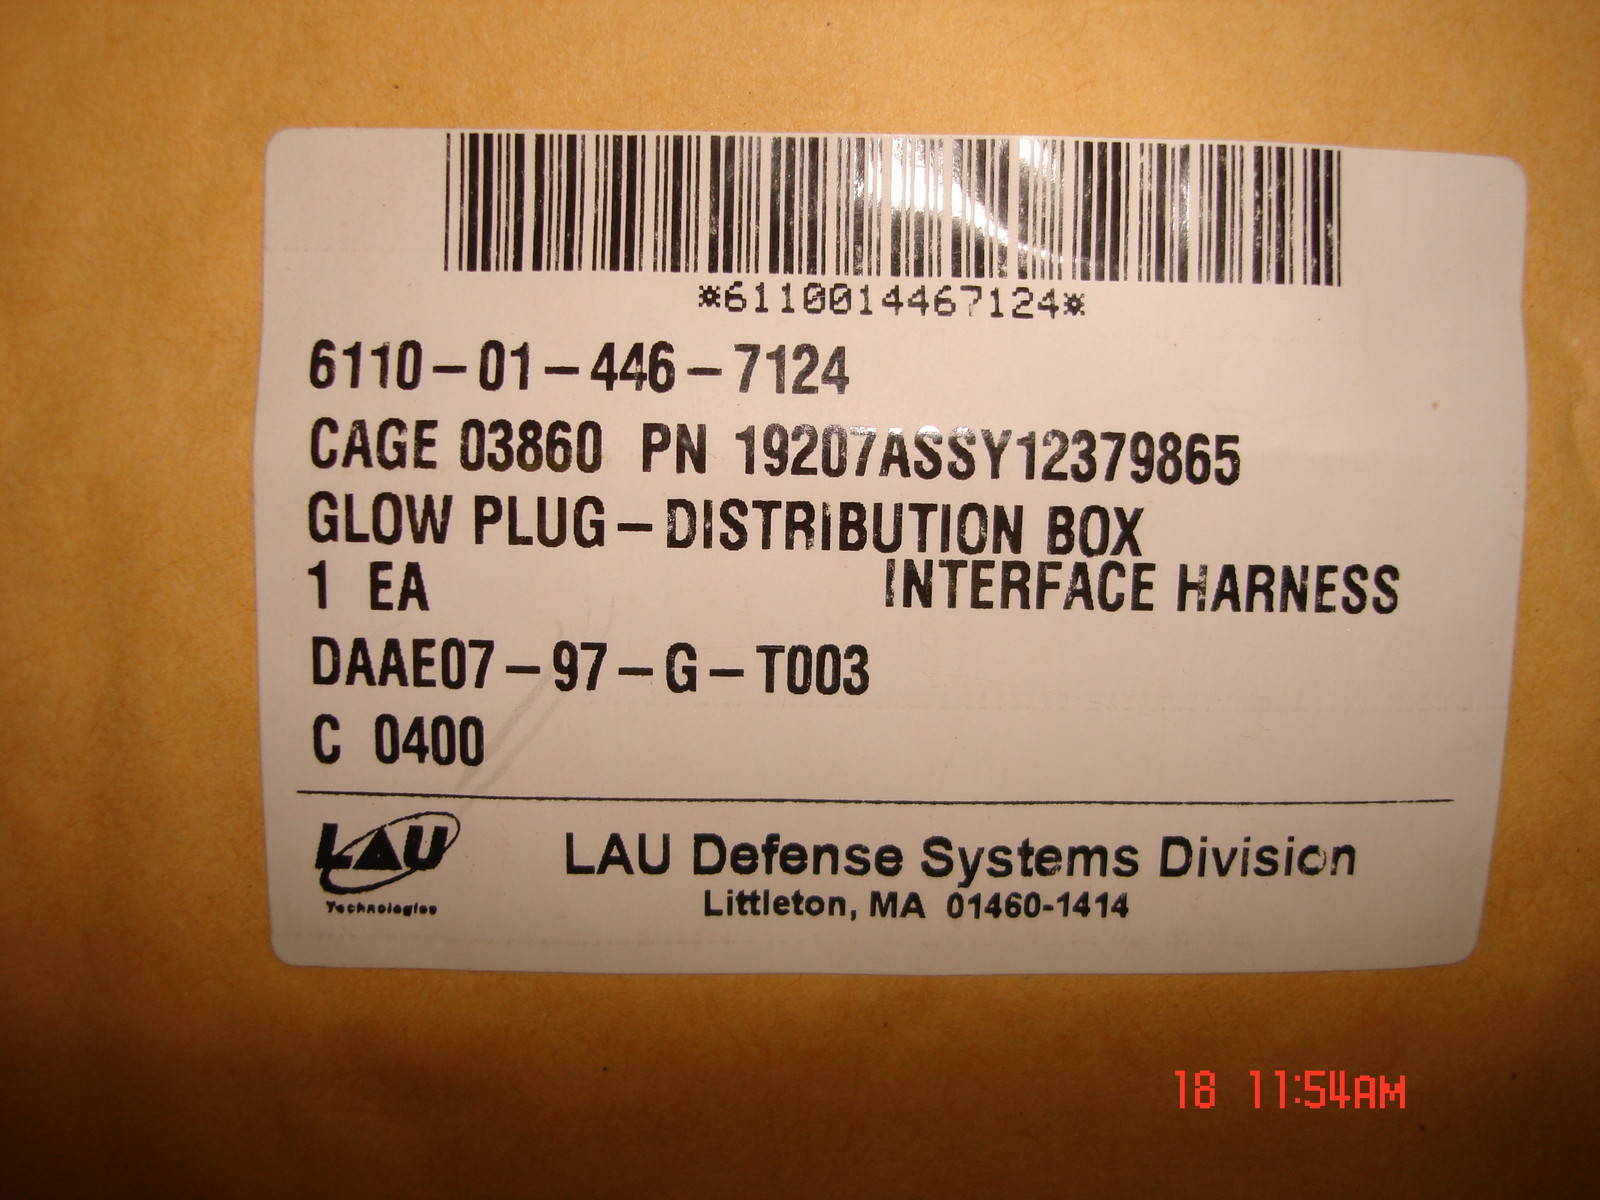 *6110014467124*
6110-01-446-7124
CAGE 03860 PN 19207ASSY12379865
GLOW PLUG-DISTRIBUTION BOX
1 EA INTERFACE HARNESS
DAAE07-97-G-T003
C 0400
LAU
Technologies
LAU Defense Systems Division
Littleton, MA 01460-1414
18 11:54AM